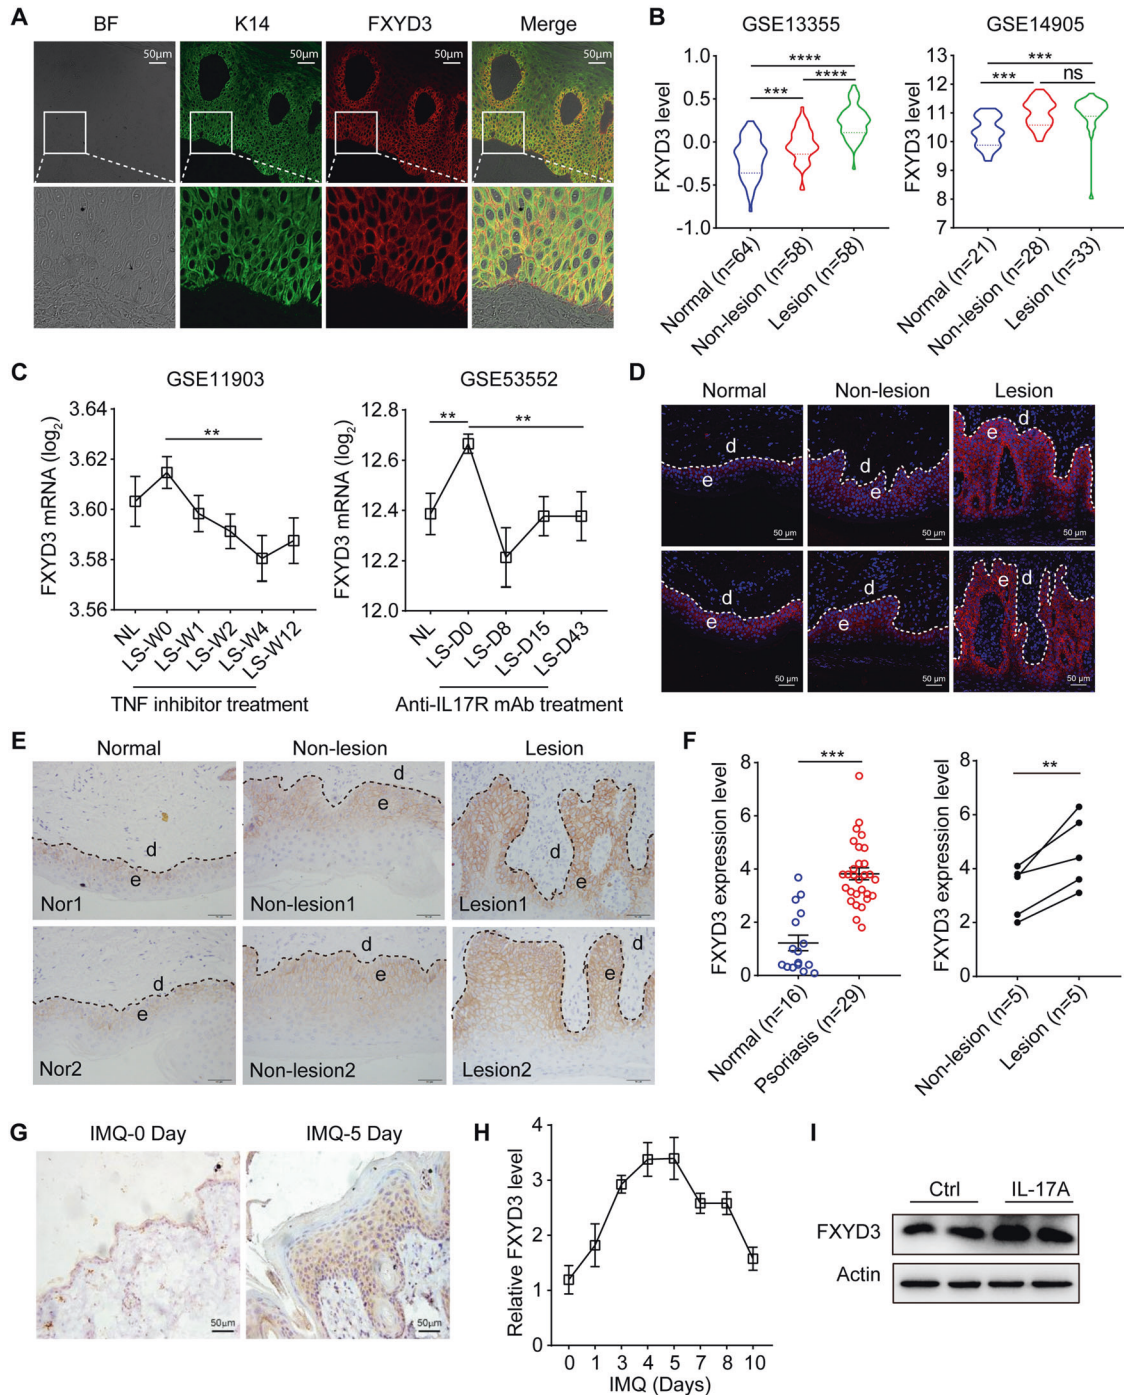 A
BF
K14
FXYD3
Merge
50μm
50μm
50μm
50μm
B
GSE13355
FXYD3 level
1.0
0.5
0.0
-0.5
-1.0
****
***
****
Normal (n=64)
Non-lesion (n=58)
Lesion (n=58)
GSE14905
FXYD3 level
13
12
11
10
9
8
7
***
***
ns
Normal (n=21)
Non-lesion (n=28)
Lesion (n=33)
C
GSE11903
FXYD3 mRNA (log2)
3.64
3.62
3.60
3.58
3.56
**
NL
LS-W0
LS-W1
LS-W2
LS-W4
LS-W12
TNF inhibitor treatment
GSE53552
FXYD3 mRNA (log2)
12.8
12.6
12.4
12.2
12.0
**
**
NL
LS-D0
LS-D8
LS-D15
LS-D43
Anti-IL17R mAb treatment
D
Normal
Non-lesion
Lesion
d
e
50 μm
d
e
50 μm
d
e
50 μm
d
e
50 μm
d
e
50 μm
d
e
50 μm
E
Normal
Non-lesion
Lesion
d
e
Nor1
d
e
Non-lesion1
d
e
Lesion1
d
e
Nor2
d
e
Non-lesion2
d
e
Lesion2
F
FXYD3 expression level
8
6
4
2
0
***
Normal (n=16)
Psoriasis (n=29)
FXYD3 expression level
8
6
4
2
0
**
Non-lesion (n=5)
Lesion (n=5)
G
IMQ-0 Day
IMQ-5 Day
50μm
50μm
H
Relative FXYD3 level
4
3
2
1
0
0 1 3 4 5 7 8 10
IMQ (Days)
I
Ctrl
IL-17A
FXYD3
Actin